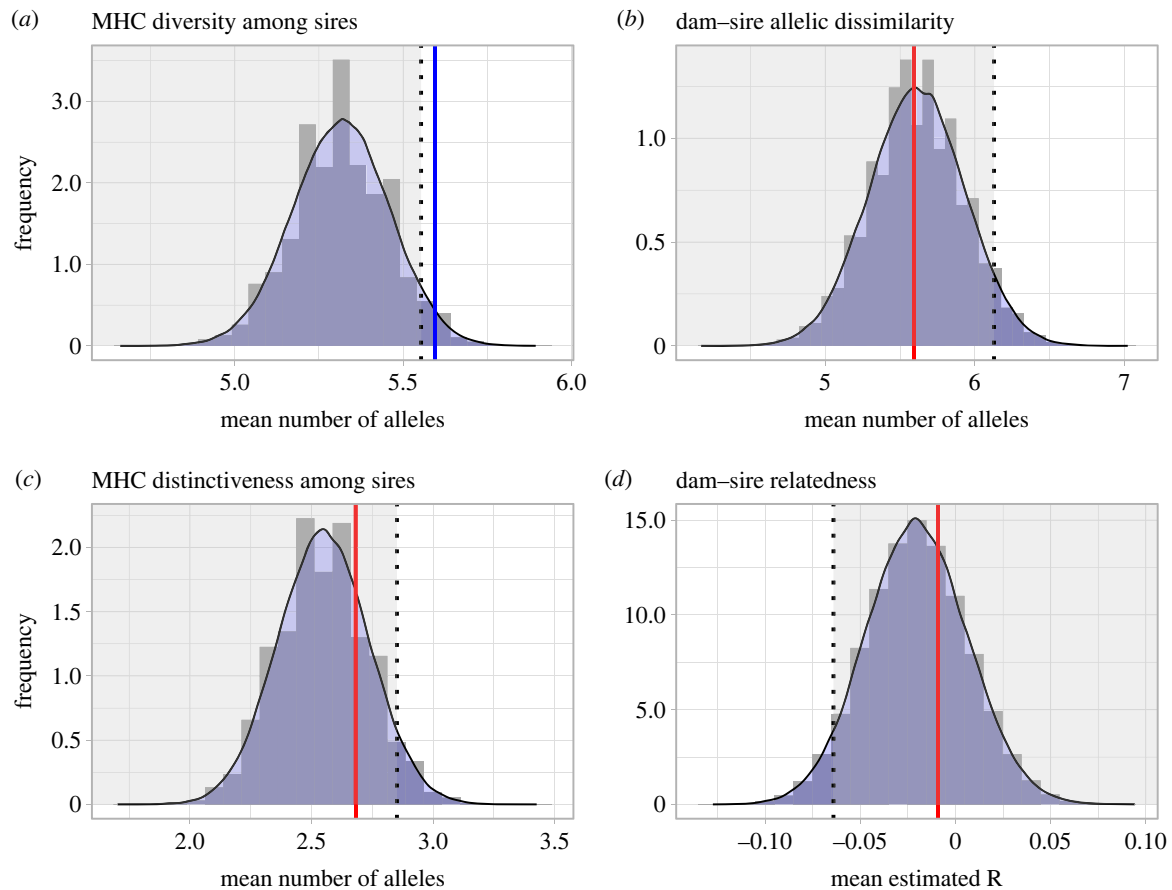 (a) MHC diversity among sires
3.0
2.0
1.0
0
frequency
5.0 5.5 6.0
mean number of alleles
(b) dam–sire allelic dissimilarity
1.0
0.5
0
5 6 7
mean number of alleles
(c) MHC distinctiveness among sires
2.0
1.5
1.0
0.5
0
frequency
2.0 2.5 3.0 3.5
mean number of alleles
(d) dam–sire relatedness
15.0
10.0
5.0
0
–0.10 –0.05 0 0.05 0.10
mean estimated R